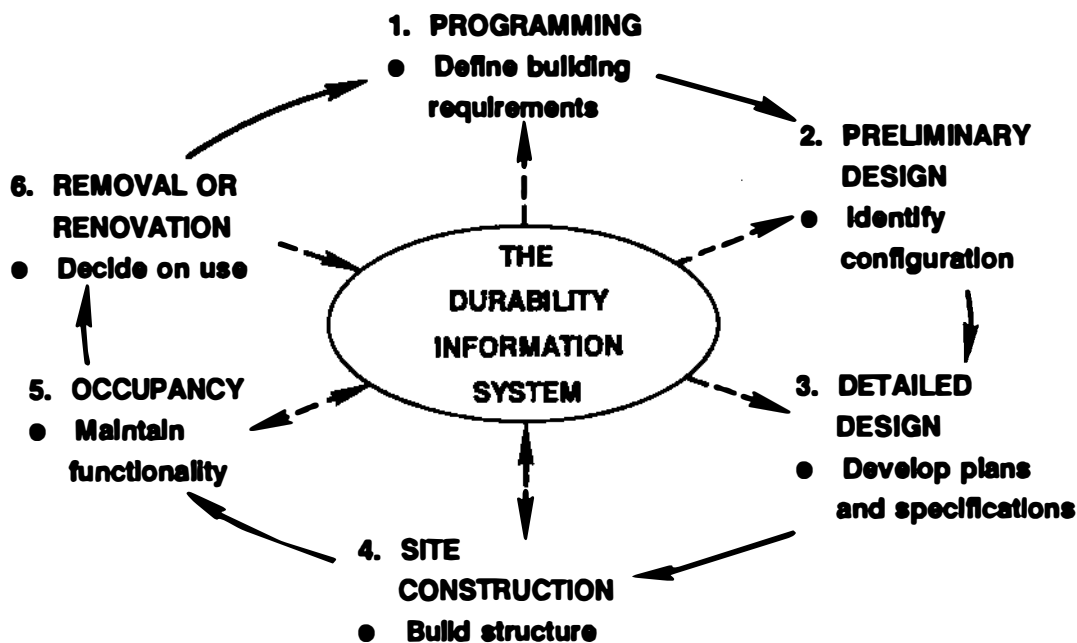 1. PROGRAMMING
● Define building
requirements
2. PRELIMINARY
DESIGN
● Identify
configuration
3. DETAILED
DESIGN
● Develop plans
and specifications
4. SITE
CONSTRUCTION
● Build structure
5. OCCUPANCY
● Maintain
functionality
6. REMOVAL OR
RENOVATION
● Decide on use
THE
DURABILITY
INFORMATION
SYSTEM